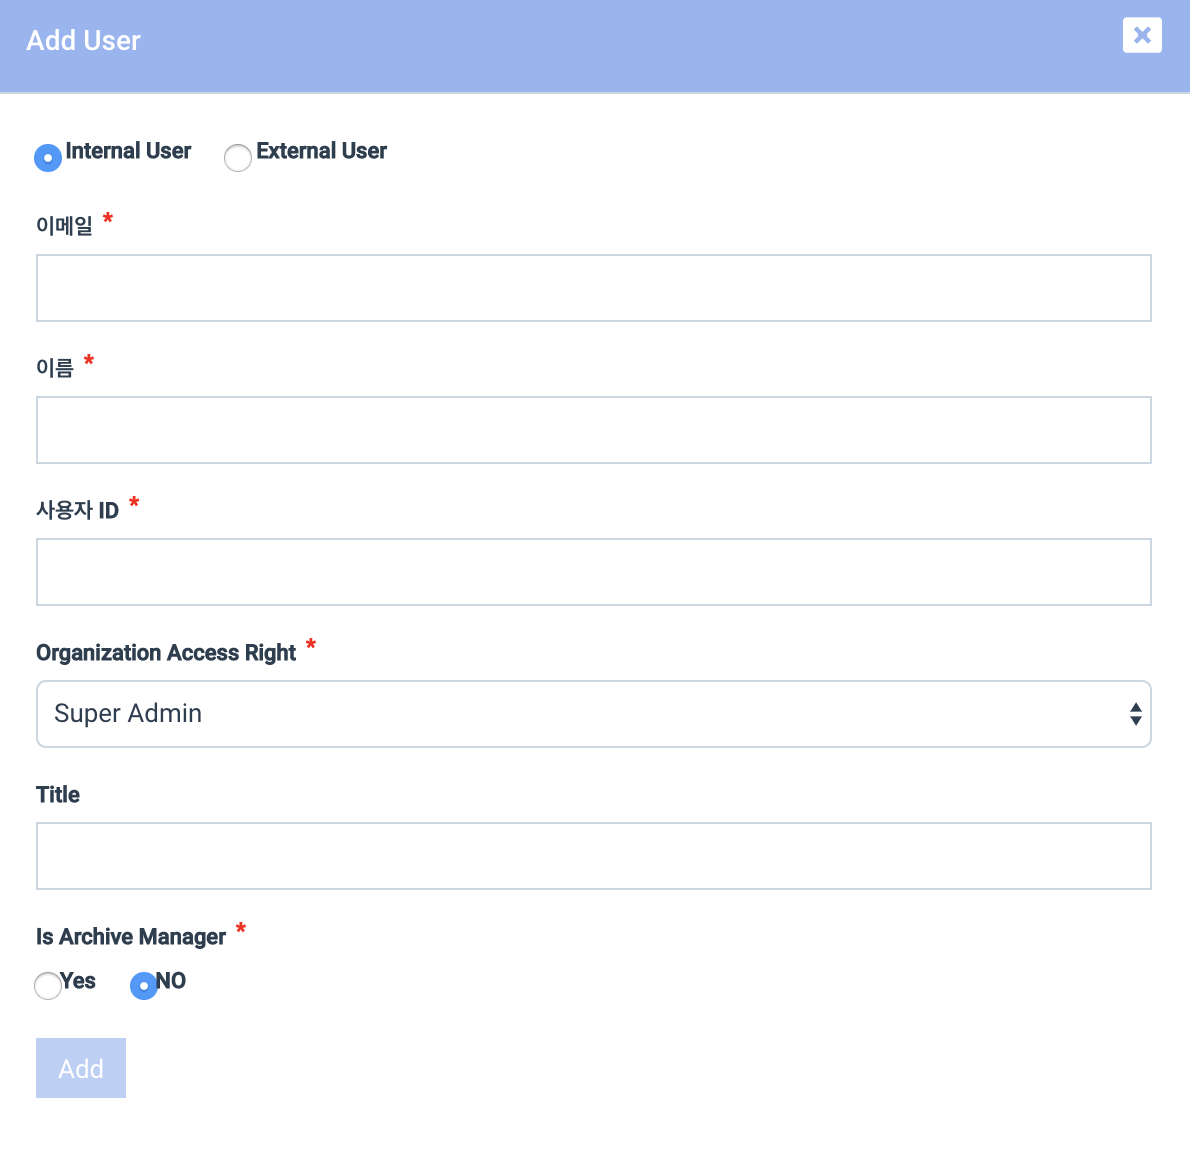 Add User
Internal User External User
이메일 *
이름 *
사용자 ID *
Organization Access Right *
Super Admin
Title
Is Archive Manager *
Yes NO
Add